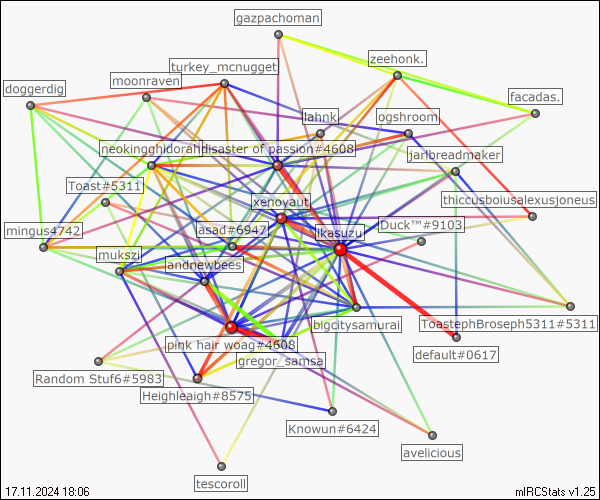 gazpachoman
zeehonk.
turkey_mcnugget
moonraven
doggerdig
facadas.
lahnk
ogshroom
neokingghidorah
disaster of passion#4608
jarlbreadmaker
Toast#5311
xenoyaut
thiccusboiusalexusjoneus
mingus4742
asad#6947
ikasuzu
Duck™#9103
mukszi
andnewbees
bigcitysamurai
ToastephBroseph5311#5311
pink hair woag#4608
default#0617
gregor_samsa
Random Stuf6#5983
Heighleaigh#8575
Knowun#6424
avelicious
tescoroll
17.11.2024 18:06
mIRCStats v1.25